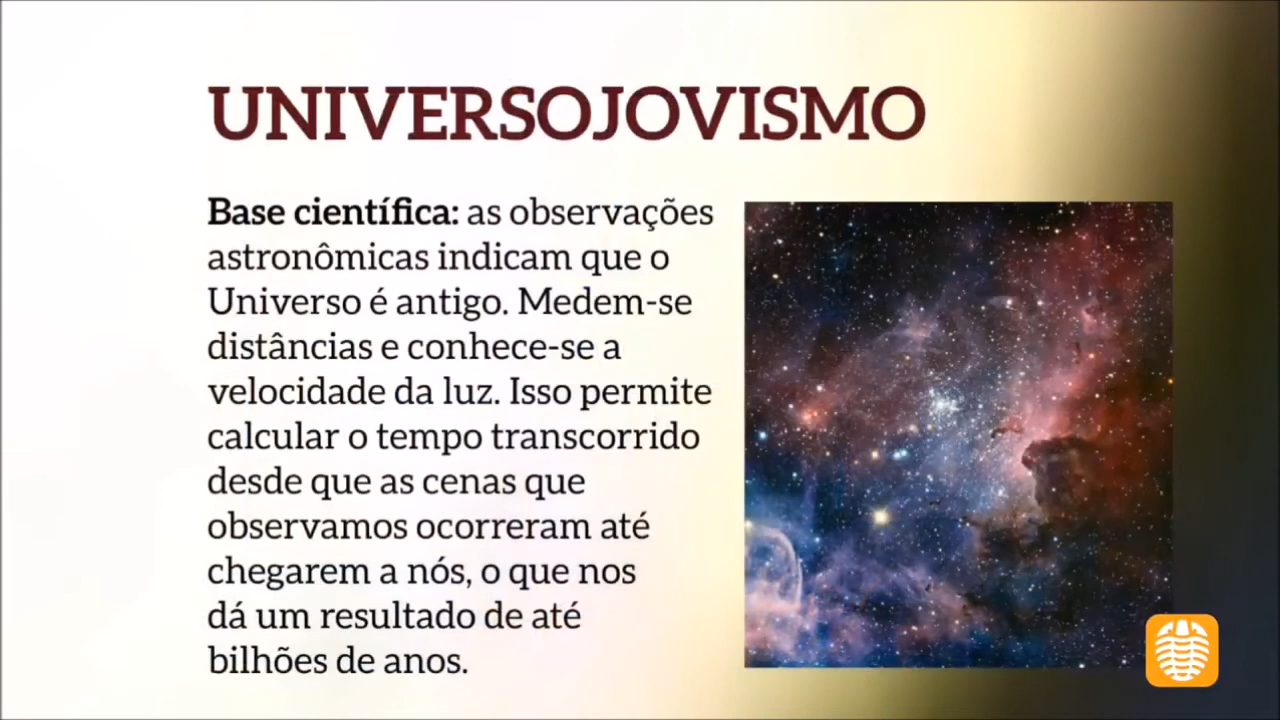 UNIVERSOJOVISMO
Base científica: as observações
astronômicas indicam que o
Universo é antigo. Medem-se
distâncias e conhece-se a
velocidade da luz. Isso permite
calcular o tempo transcorrido
desde que as cenas que
observamos ocorreram até
chegarem a nós, o que nos
dá um resultado de até
bilhões de anos.